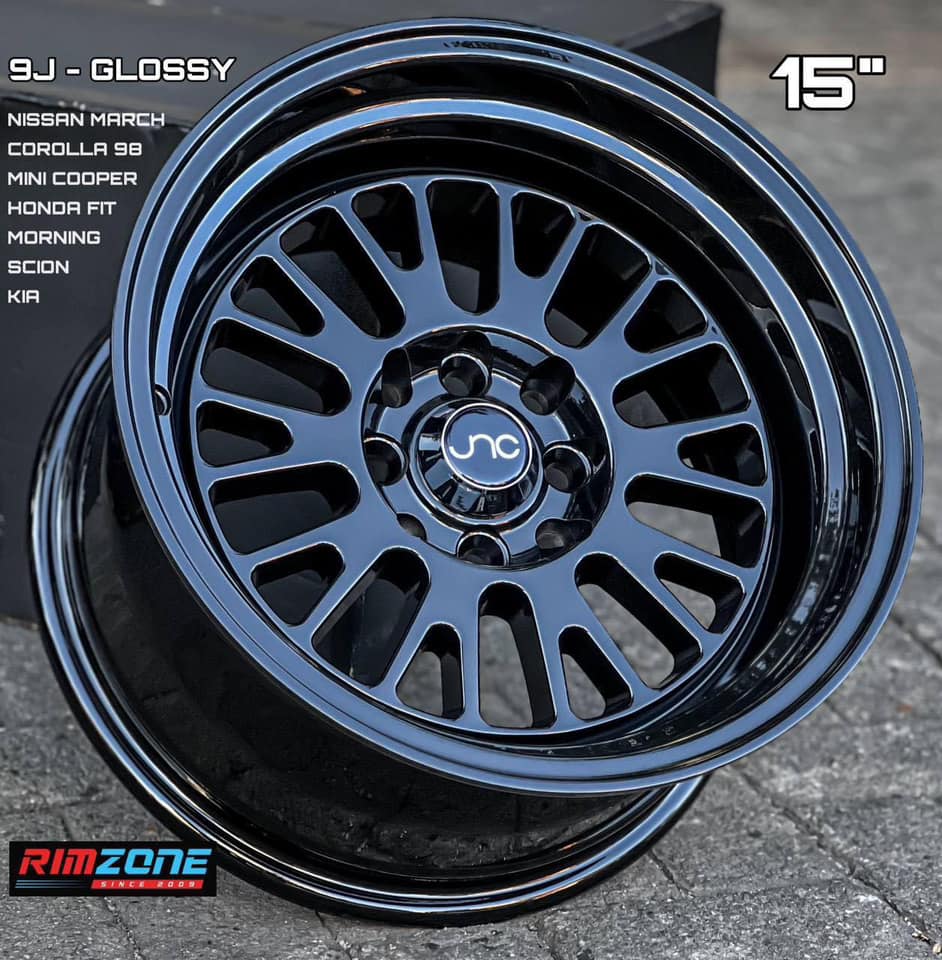 9J - GLOSSY
15"
NISSAN MARCH
COROLLA 98
MINI COOPER
HONDA FIT
MORNING
SCION
KIA
JNC
RIMZONE
SINCE 2009